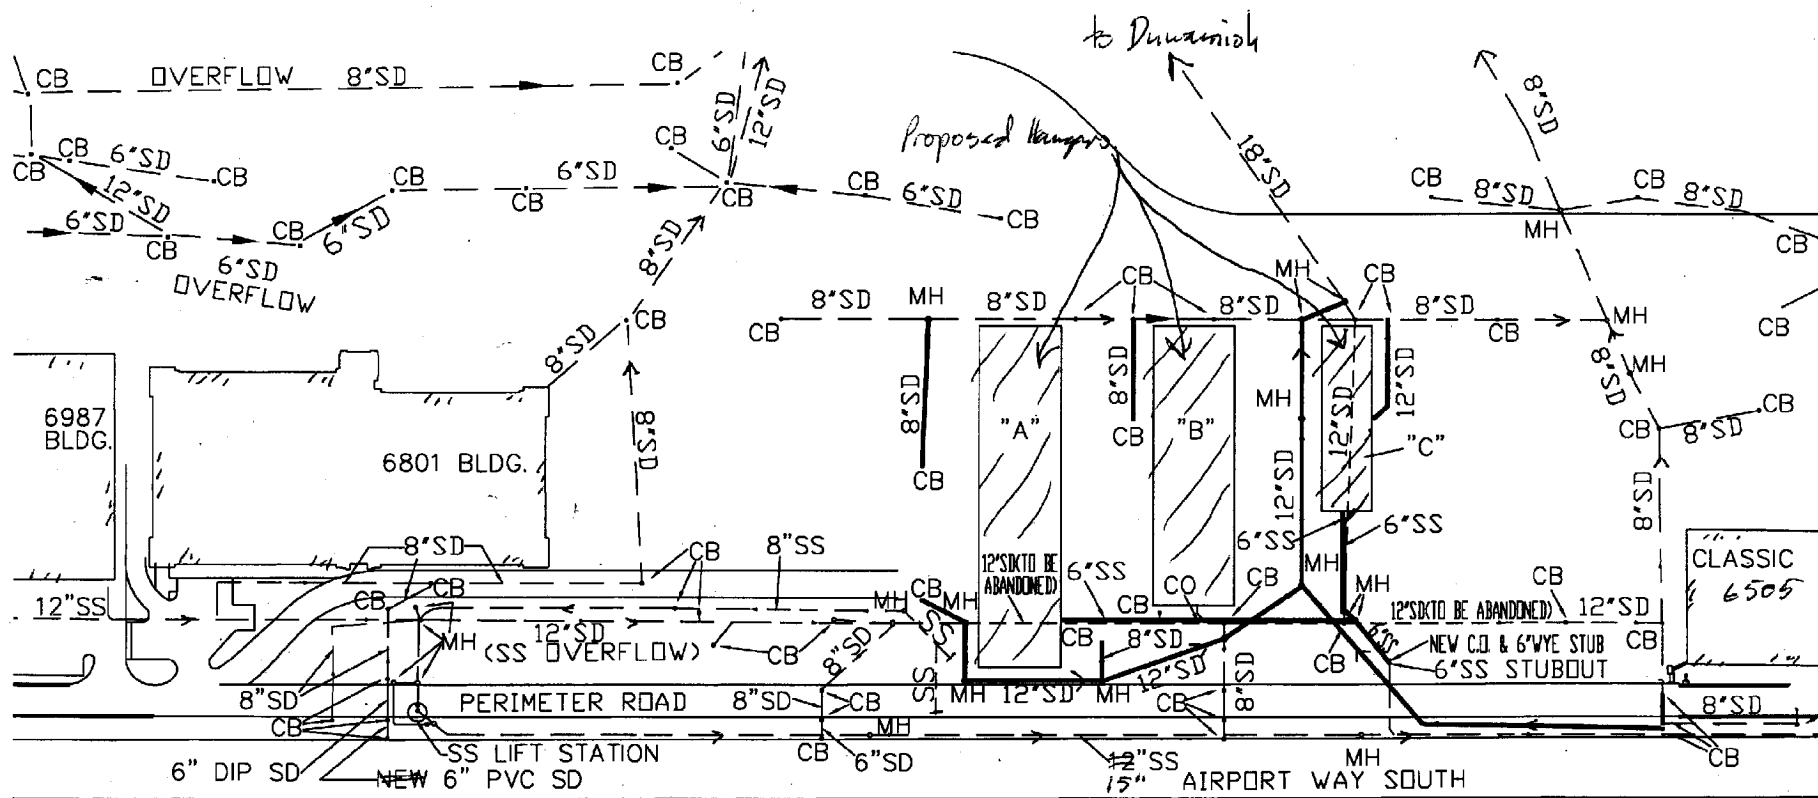 to Duwamish
CB
OVERFLOW
8"SD
CB
6"SD
12"SD
8"SD
CB
CB
6"SD
CB
12"SD
CB
6"SD
CB
6"SD
CB
CB
6"SD
CB
CB
6"SD
CB
6"SD
CB
6"SD
OVERFLOW
8"SD
Proposed Hangers
18"SD
CB
8"SD
CB
8"SD
MH
CB
CB
8"SD
MH
8"SD
CB
8"SD
MH
CB
8"SD
CB
MH
CB
CB
8"SD
CB
8"SD
8"SD
8"SD
12"SD
MH
12"SD
8"SD
MH
CB
CB
8"SD
6987
BLDG.
6801 BLDG.
"A"
"B"
"C"
CB
CB
12"SD
8"SD
6"SS
6"SS
8"SD
CB
8"SS
12"SD(TO BE
ABANDONED)
6"SS
CO
CB
MH
MH
CB
CLASSIC
6505
12"SS
CB
CB
MH
CB
MH
CB
12"SD(TO BE ABANDONED)
12"SD
12"SD
MH
(SS OVERFLOW)
CB
8"SD
SS1
CB
8"SD
CB
6"SS
NEW C.O. & 6"WYE STUB
CB
6"SS STUBOUT
8"SD
PERIMETER ROAD
8"SD
CB
SS1
MH
12"SD
MH
12"SD
CB
8"SD
8"SD
CB
MH
CB
6" DIP SD
SS LIFT STATION
CB
6"SD
12"SS
MH
CB
NEW 6" PVC SD
15"
AIRPORT WAY SOUTH